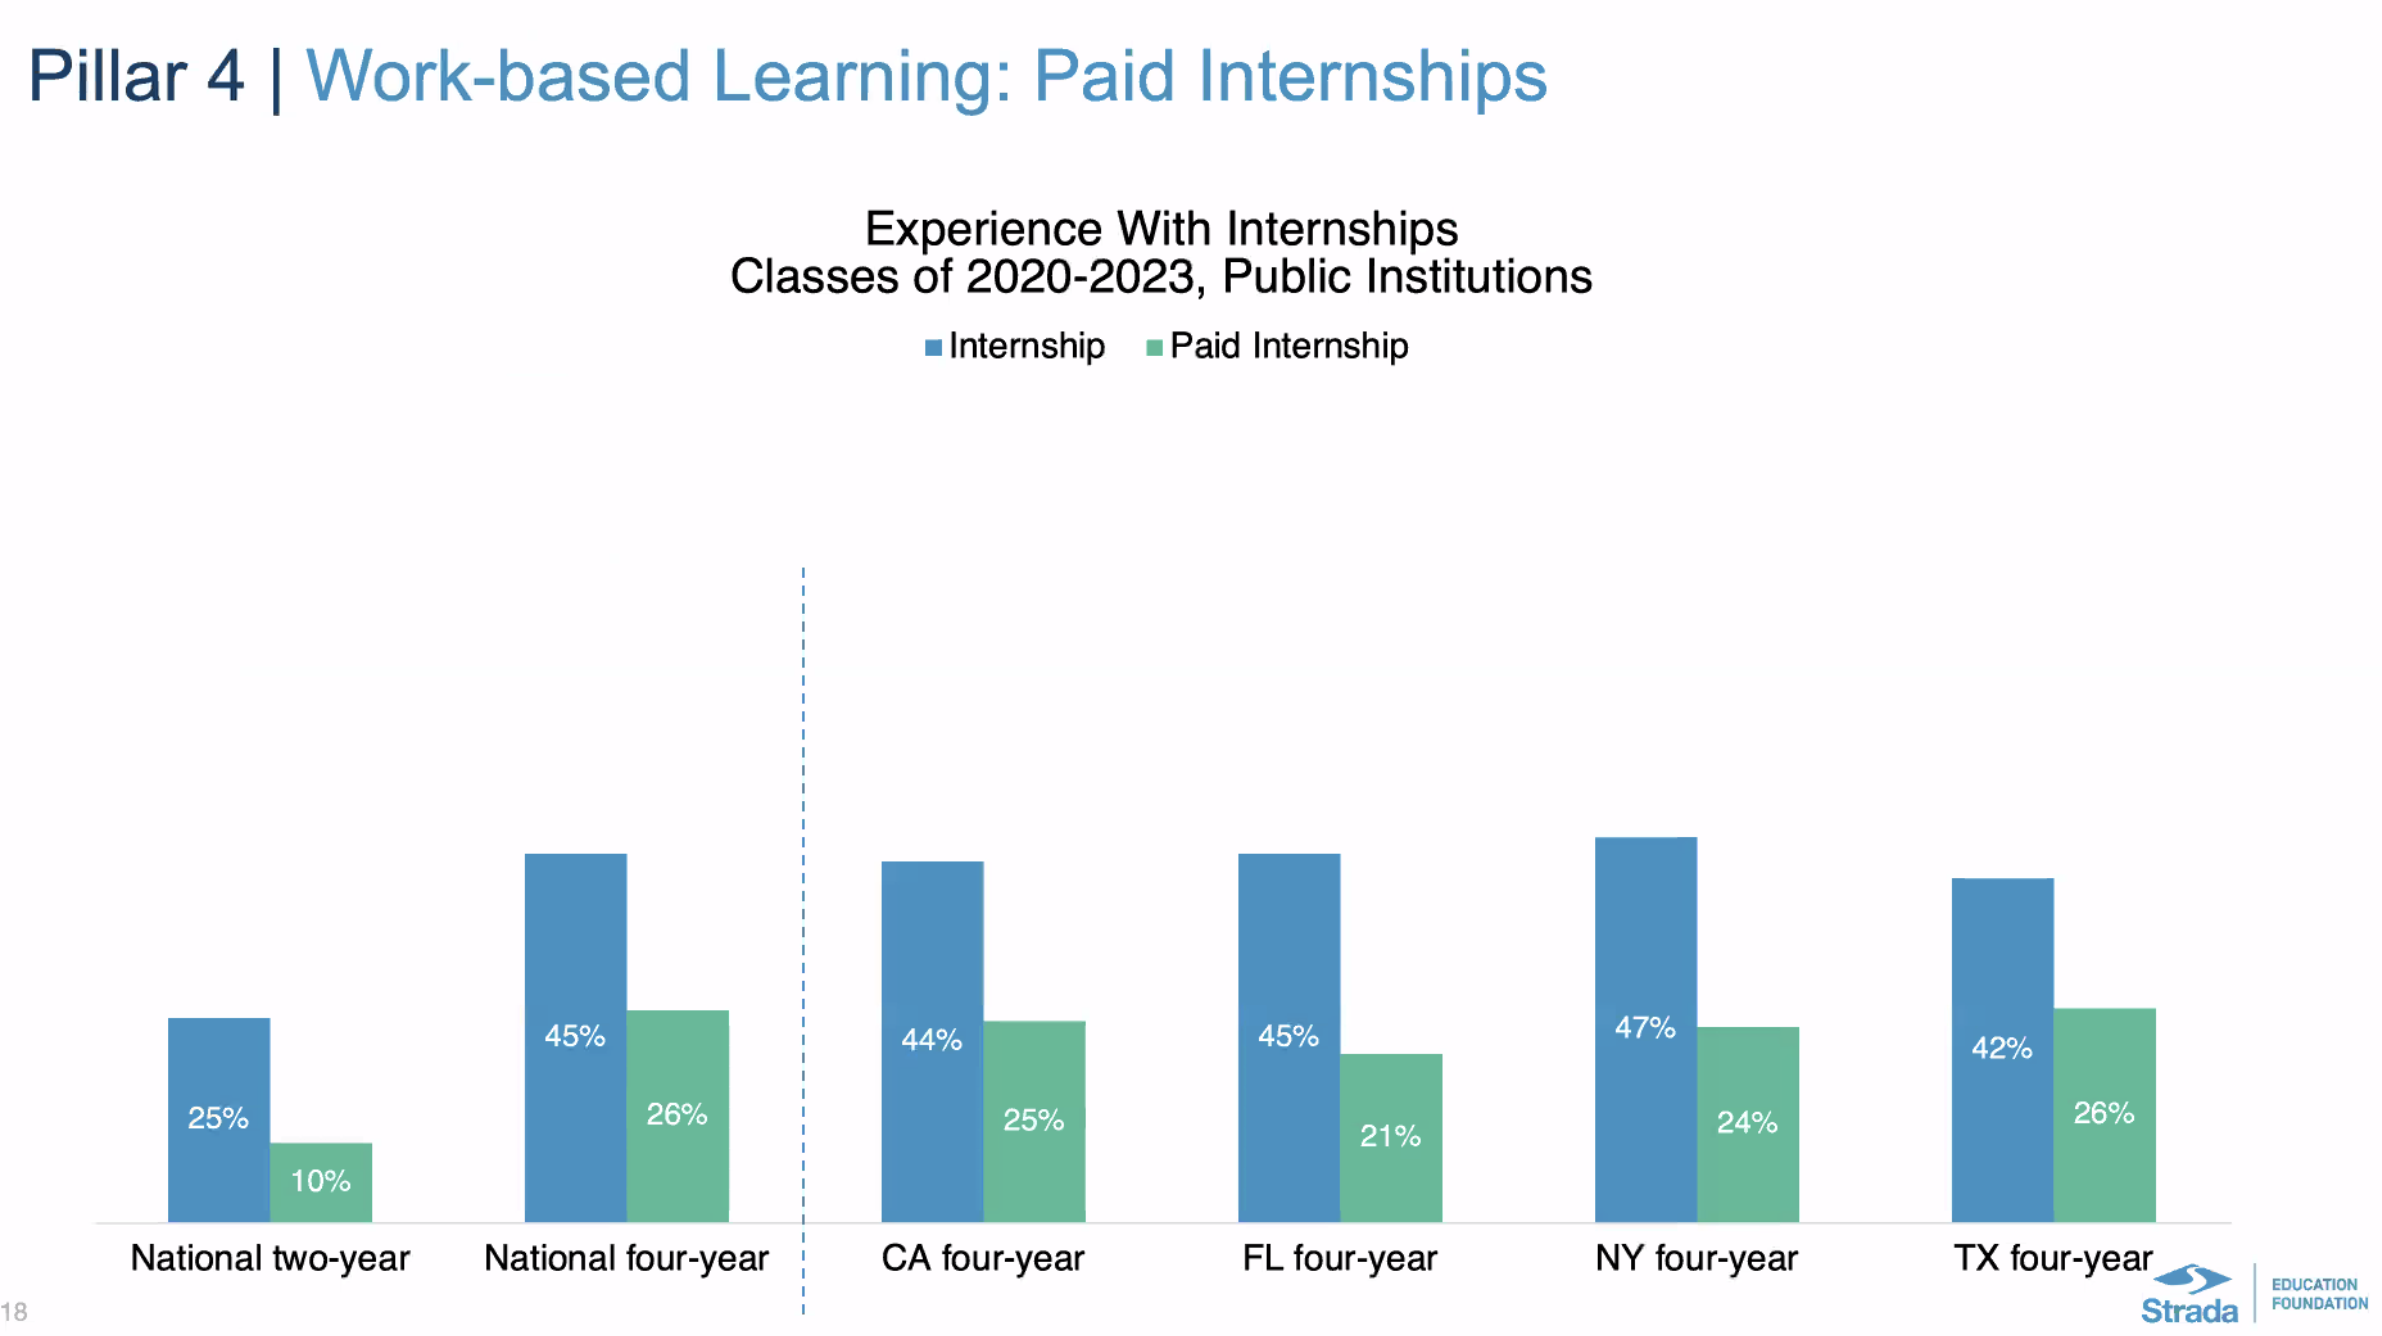 Pillar 4 | Work-based Learning: Paid Internships
Experience With Internships
Classes of 2020-2023, Public Institutions
Internship Paid Internship
25% 10% 45% 26% 44% 25% 45% 21% 47% 24% 42% 26%
National two-year National four-year CA four-year FL four-year NY four-year TX four-year
18
Strada
EDUCATION
FOUNDATION